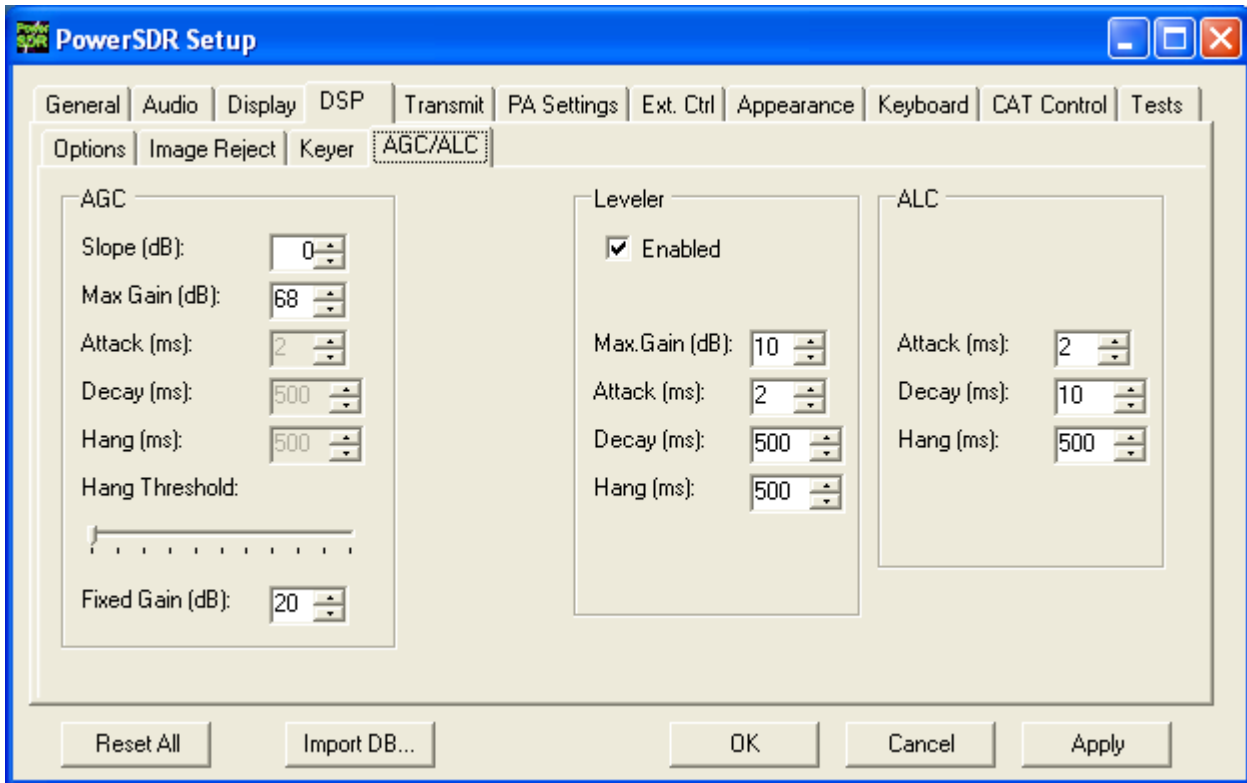 Power SDR PowerSDR Setup
General Audio Display DSP Transmit PA Settings Ext. Ctrl Appearance Keyboard CAT Control Tests
Options Image Reject Keyer AGC/ALC
AGC
Slope (dB): 0
Max Gain (dB): 68
Attack (ms): 2
Decay (ms): 500
Hang (ms): 500
Hang Threshold:
Fixed Gain (dB): 20
Leveler
Enabled
Max.Gain (dB): 10
Attack (ms): 2
Decay (ms): 500
Hang (ms): 500
ALC
Attack (ms): 2
Decay (ms): 10
Hang (ms): 500
Reset All Import DB... OK Cancel Apply